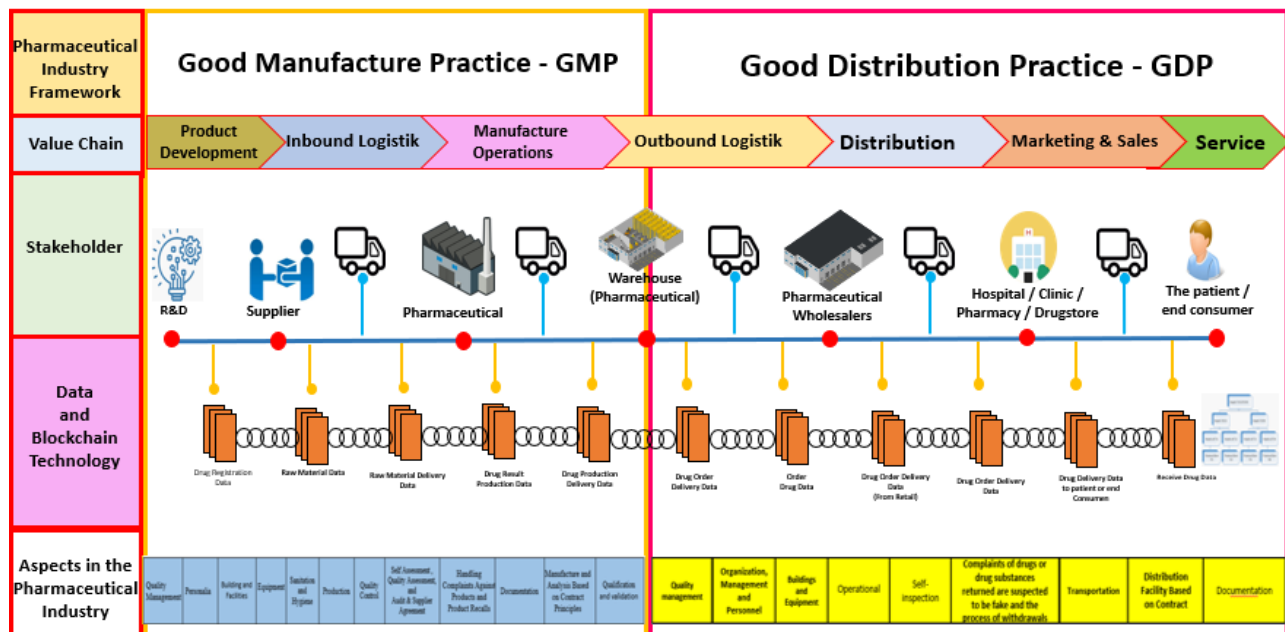 Pharmaceutical
Industry
Framework
Good Manufacture Practice - GMP
Good Distribution Practice - GDP
Value Chain
Product
Development
Inbound Logistik
Manufacture
Operations
Outbound Logistik
Distribution
Marketing & Sales
Service
Stakeholder
R&D
Supplier
Pharmaceutical
Warehouse
(Pharmaceutical)
Pharmaceutical
Wholesalers
Hospital / Clinic /
Pharmacy / Drugstore
The patient /
end consumer
Data
and
Blockchain
Technology
Drug Registration
Data
Raw Material Data
Raw Material Delivery
Data
Drug Result
Production Data
Drug Production
Delivery Data
Drug Order
Delivery Data
Order
Drug Data
Drug Order Delivery
Data
(From Retail)
Drug Order Delivery
Data
Drug Delivery Data
to patient or end
Consumen
Receive Drug Data
Aspects in the
Pharmaceutical
Industry
Quality
Management
Personalia
Building and
Facilities
Equipment
Sanitation
and
Hygiene
Production
Quality
Control
Self Assessment,
Quality Assessment,
and
Audit & Supplier
Agreement
Handling
Complaints Against
Products and
Product Recalls
Documentation
Manufacture and
Analysis Based
on Contract
Principles
Qualification
and validation
Quality
management
Organization,
Management
and
Personnel
Buildings
and
Equipment
Operational
Self-
inspection
Complaints of drugs or
drug substances
returned are suspected
to be fake and the
process of withdrawals
Transportation
Distribution
Facility Based
on Contract
Documentation